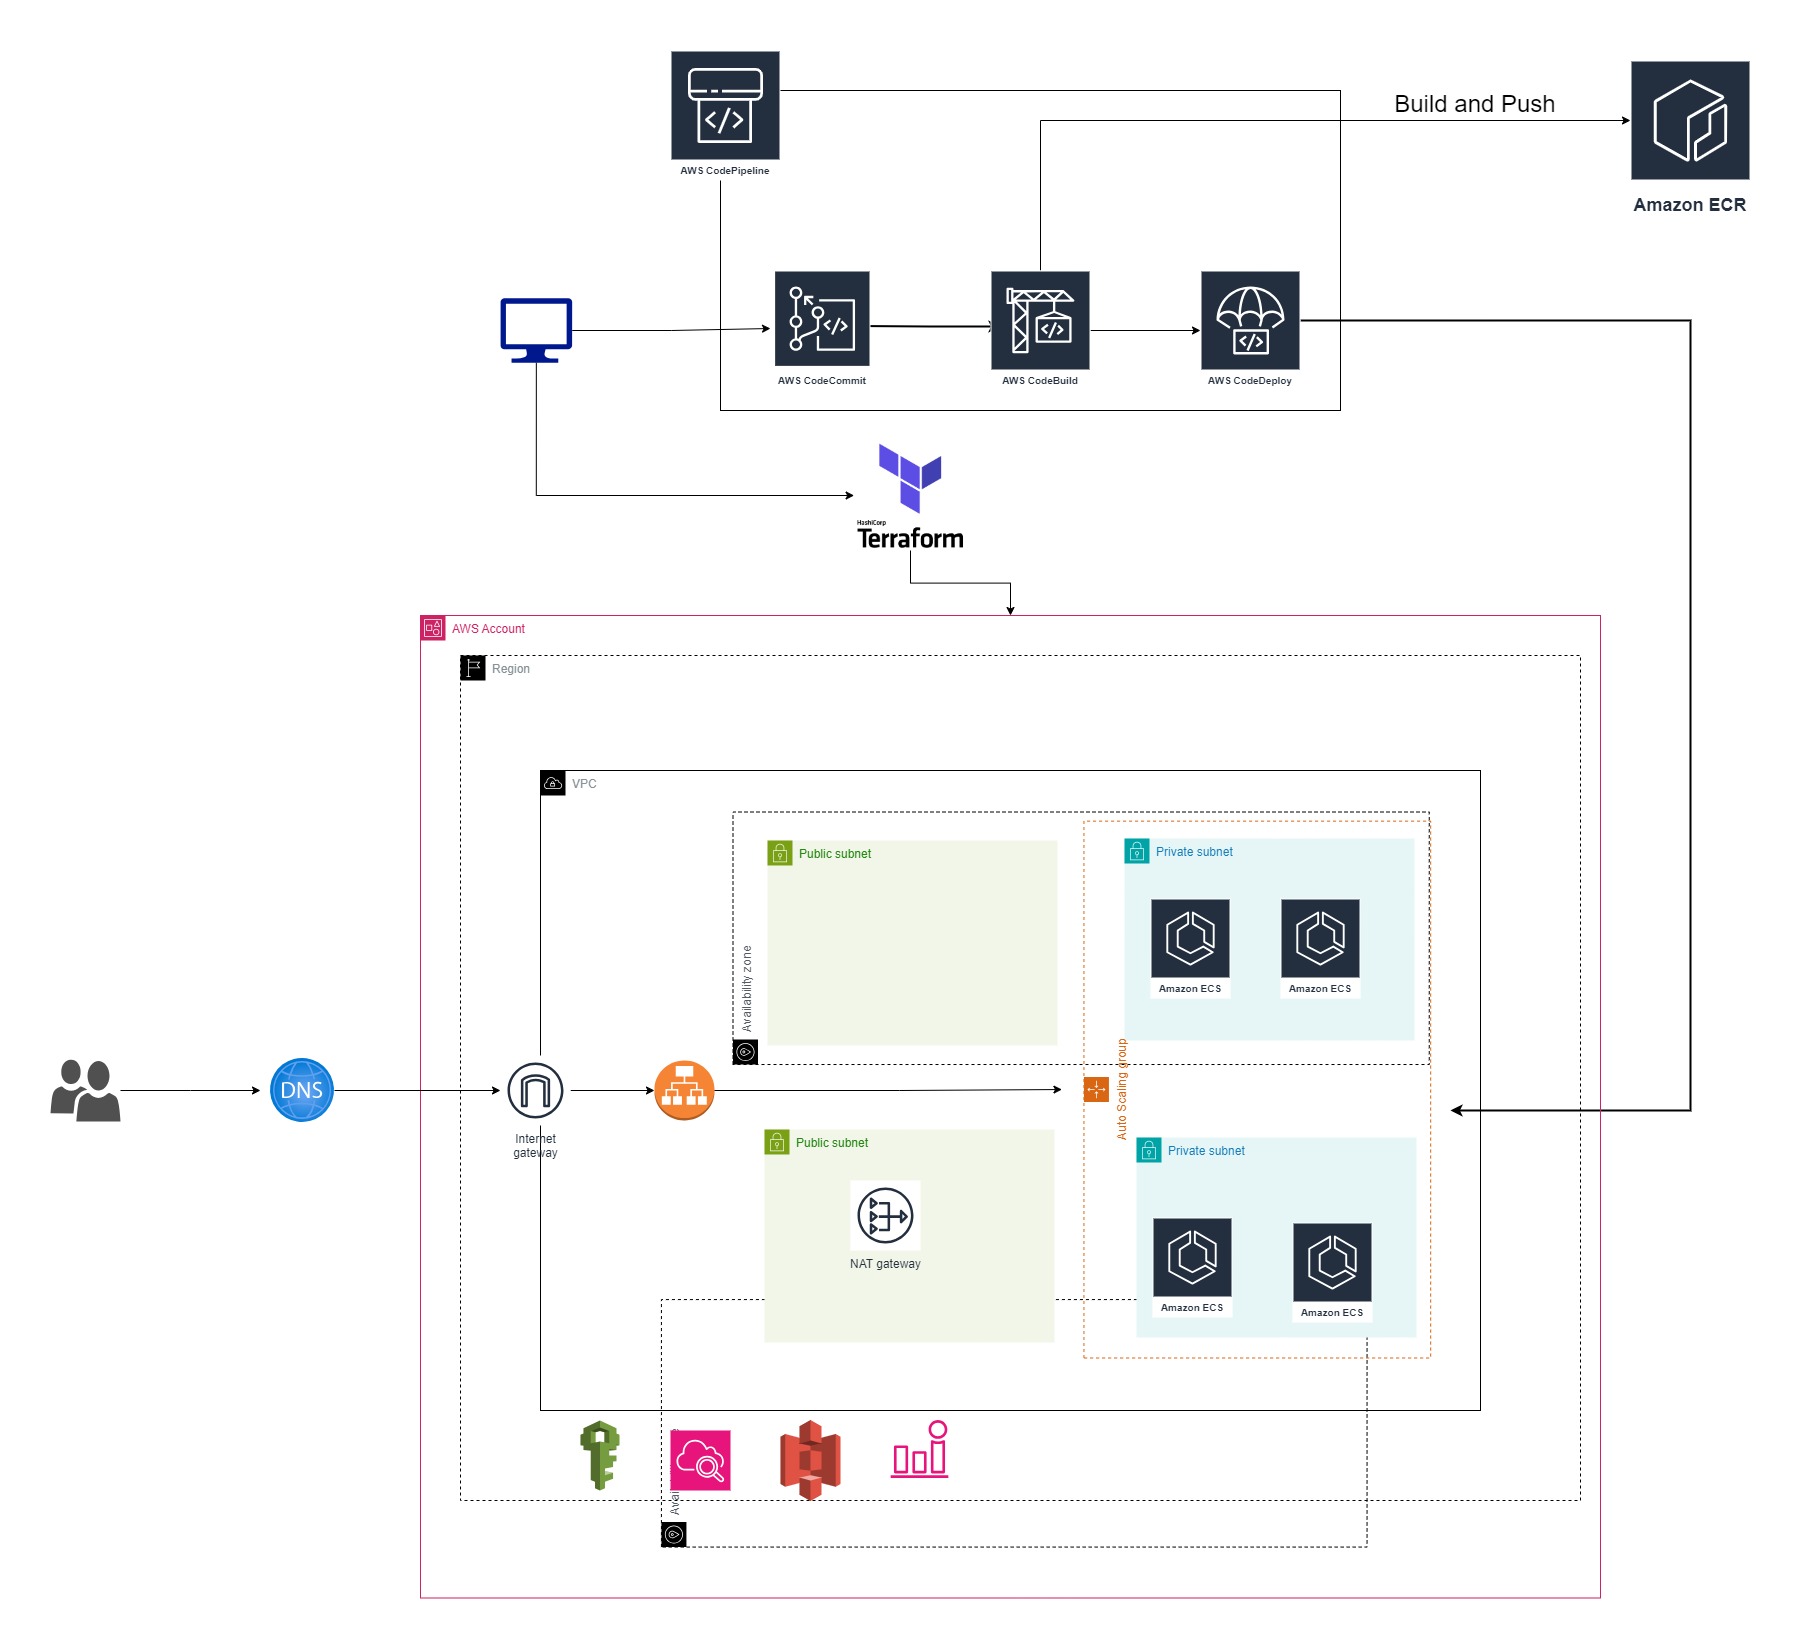 AWS CodePipeline
Build and Push
Amazon ECR
AWS CodeCommit
AWS CodeBuild
AWS CodeDeploy
HashiCorp
Terraform
AWS Account
Region
VPC
Public subnet
Private subnet
Amazon ECS
Amazon ECS
Availability zone
DNS
Internet
gateway
Auto Scaling group
Public subnet
Private subnet
NAT gateway
Amazon ECS
Amazon ECS